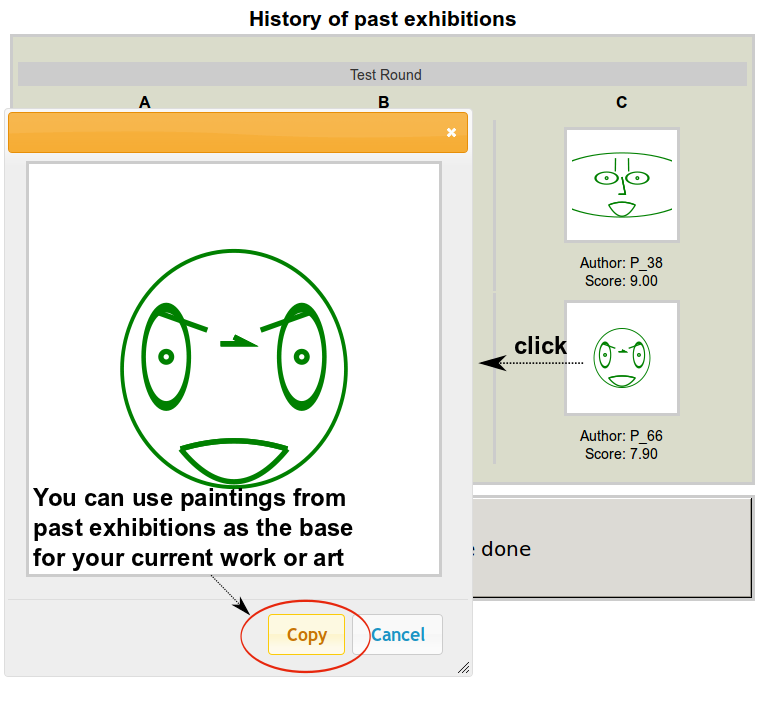 History of past exhibitions
Test Round
A B C
Author: P_38
Score: 9.00
click
Author: P_66
Score: 7.90
You can use paintings from
past exhibitions as the base
for your current work or art
done
Copy Cancel